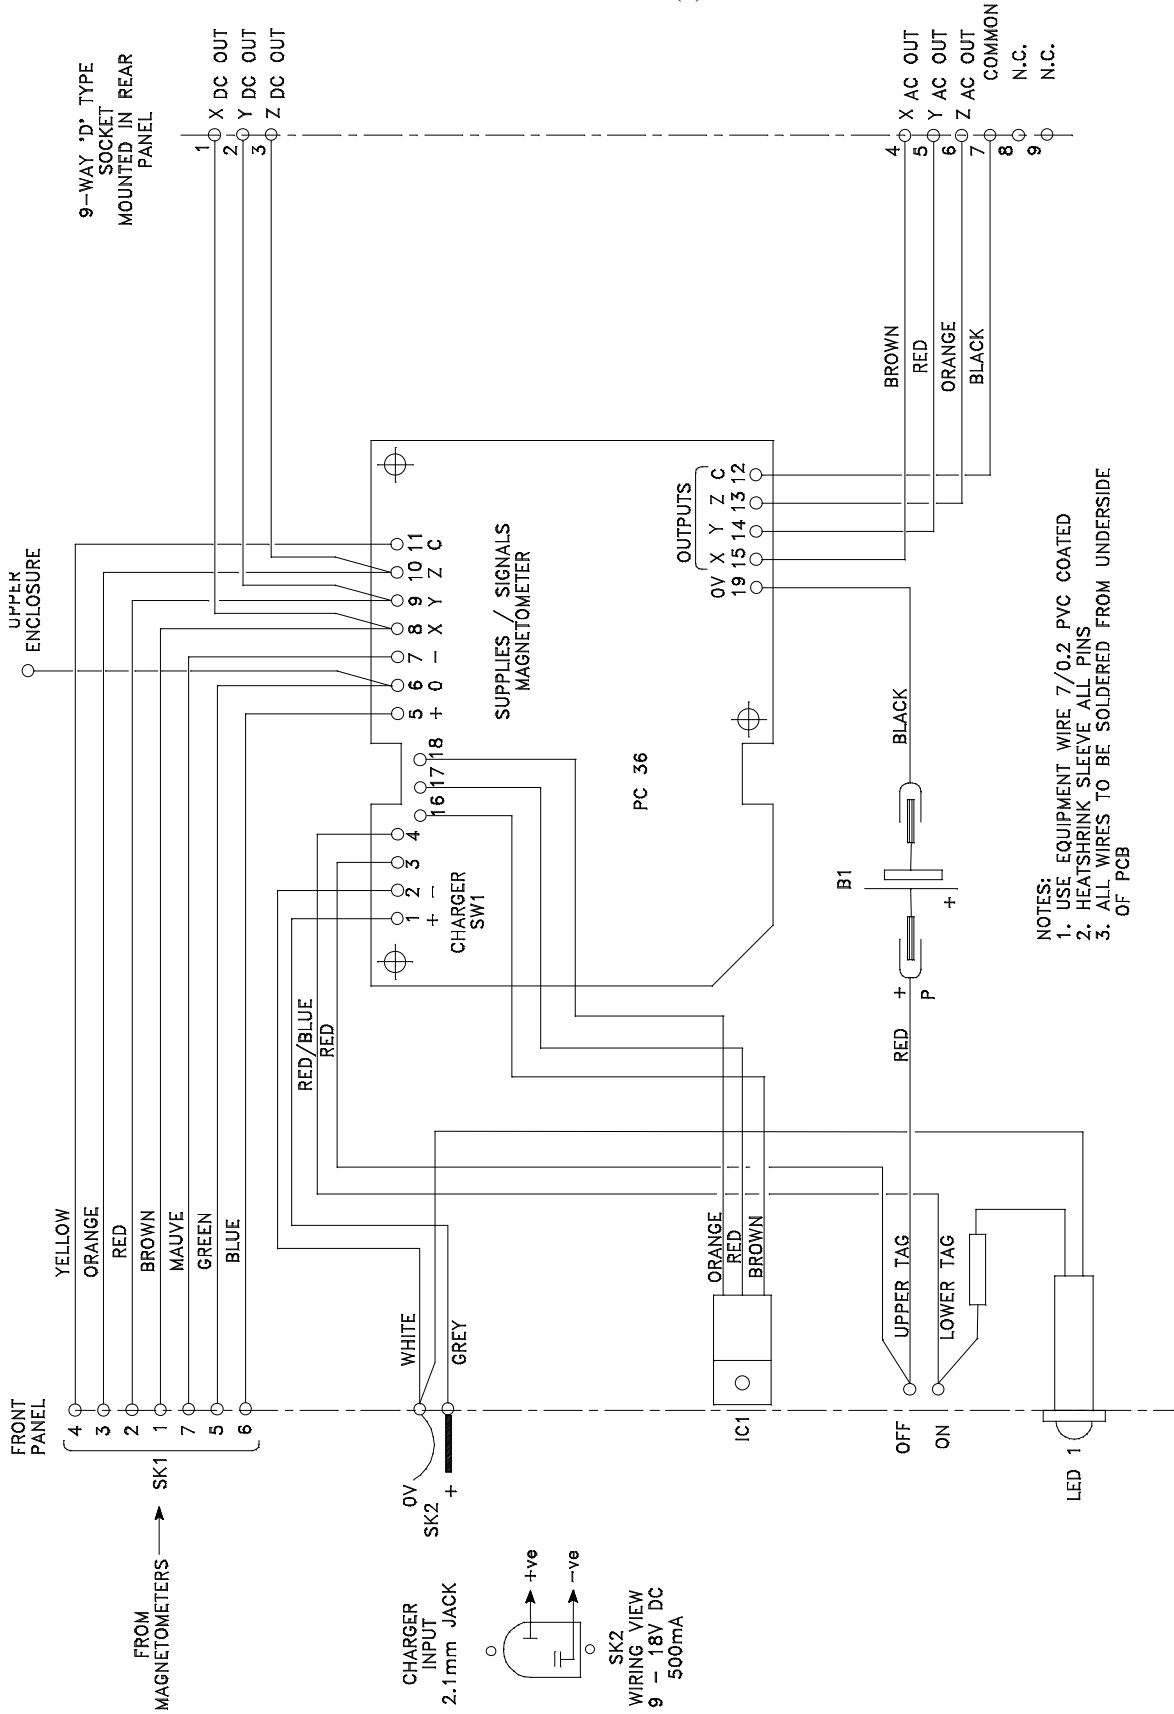 FRONT
PANEL
FROM
MAGNETOMETERS
SK1
4
3
2
1
7
5
6
YELLOW
ORANGE
RED
BROWN
MAUVE
GREEN
BLUE
UPPER
ENCLOSURE
9-WAY 'D' TYPE
SOCKET
MOUNTED IN REAR
PANEL
1
2
3
X DC OUT
Y DC OUT
Z DC OUT
CHARGER
INPUT
2.1mm JACK
+ve
-ve
SK2
WIRING VIEW
9 - 18V DC
500mA
0V
SK2
+
WHITE
GREY
RED/BLUE
RED
1 2 3 4
+ -
CHARGER
SW1
16 17 18
5 6 7 8 9 10 11
+ 0 - X Y Z C
SUPPLIES / SIGNALS
MAGNETOMETER
PC 36
OUTPUTS
0V X Y Z C
19 15 14 13 12
IC1
ORANGE
RED
BROWN
BROWN
RED
ORANGE
BLACK
4
5
6
7
8
9
X AC OUT
Y AC OUT
Z AC OUT
COMMON
N.C.
N.C.
OFF
ON
UPPER TAG
LOWER TAG
RED
+
P
B1
+
BLACK
LED 1
NOTES:
1. USE EQUIPMENT WIRE 7/0.2 PVC COATED
2. HEATSHRINK SLEEVE ALL PINS
3. ALL WIRES TO BE SOLDERED FROM UNDERSIDE
OF PCB